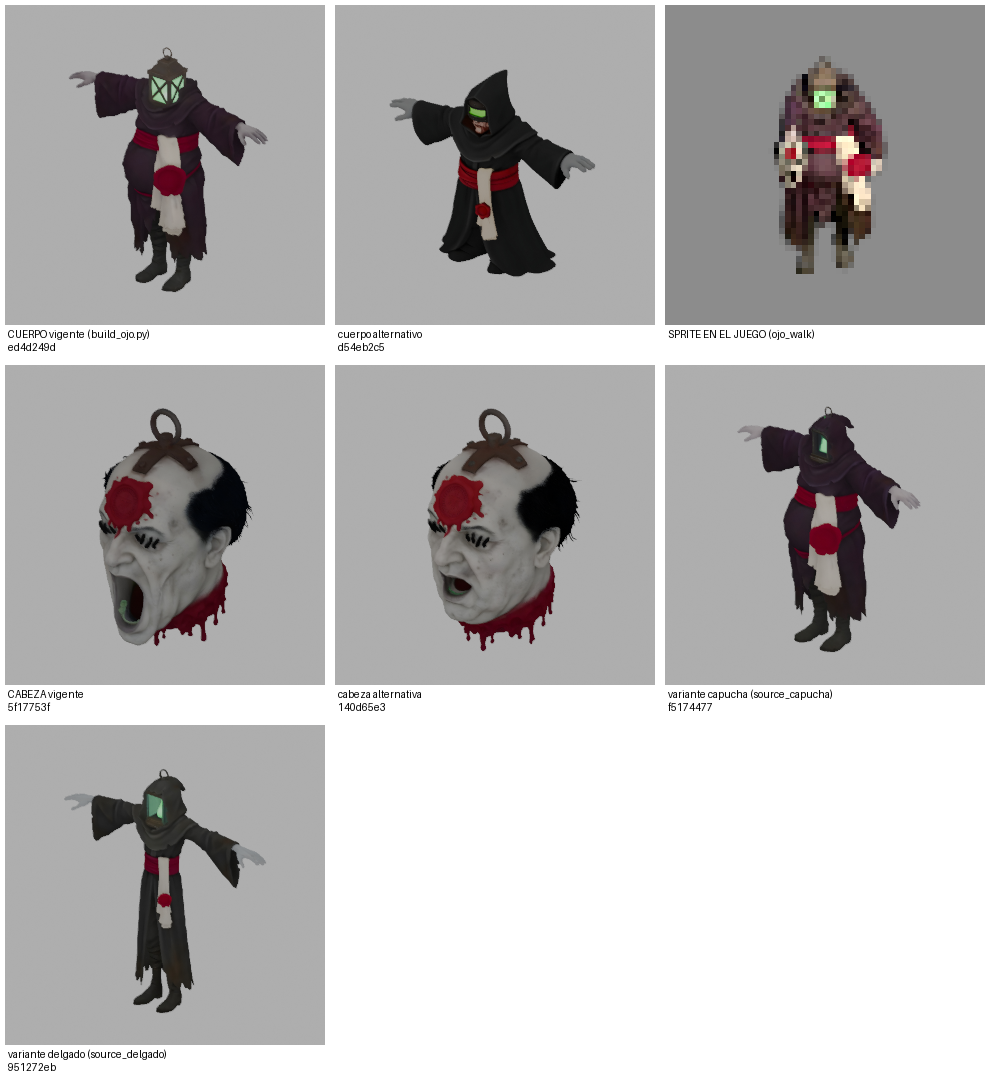 CUERPO vigente (build_ojo.py)
ed4d249d
cuerpo alternativo
d54eb2c5
SPRITE EN EL JUEGO (ojo_walk)
CABEZA vigente
5f17753f
cabeza alternativa
140d65e3
variante capucha (source_capucha)
f5174477
variante delgado (source_delgado)
951272eb